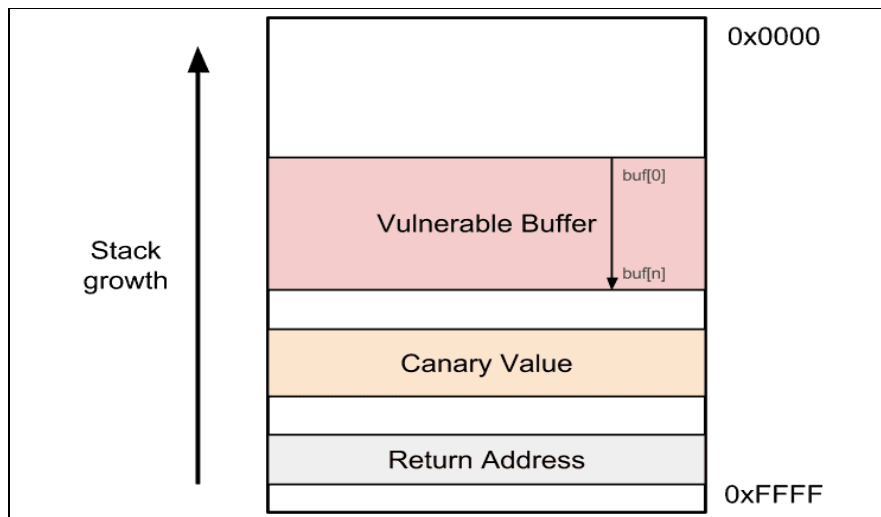 0x0000
buf[0]
Vulnerable Buffer
buf[n]
Stack
growth
Canary Value
Return Address
0xFFFF